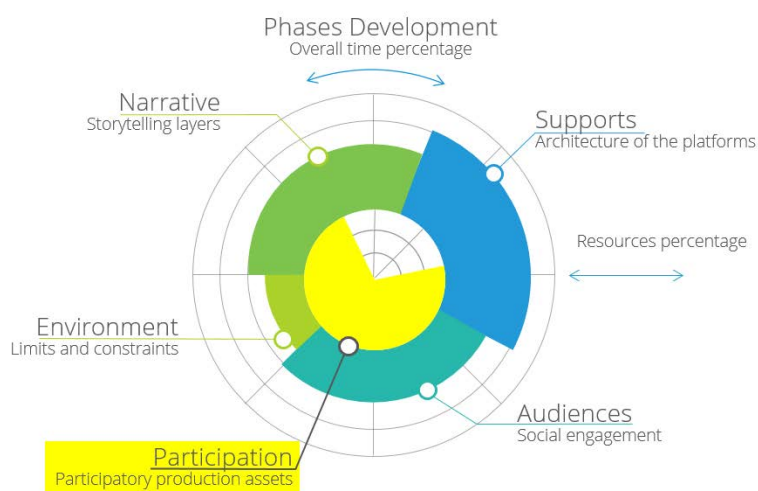 Phases Development
Overall time percentage
Narrative
Storytelling layers
Supports
Architecture of the platforms
Resources percentage
Environment
Limits and constraints
Audiences
Social engagement
Participation
Participatory production assets